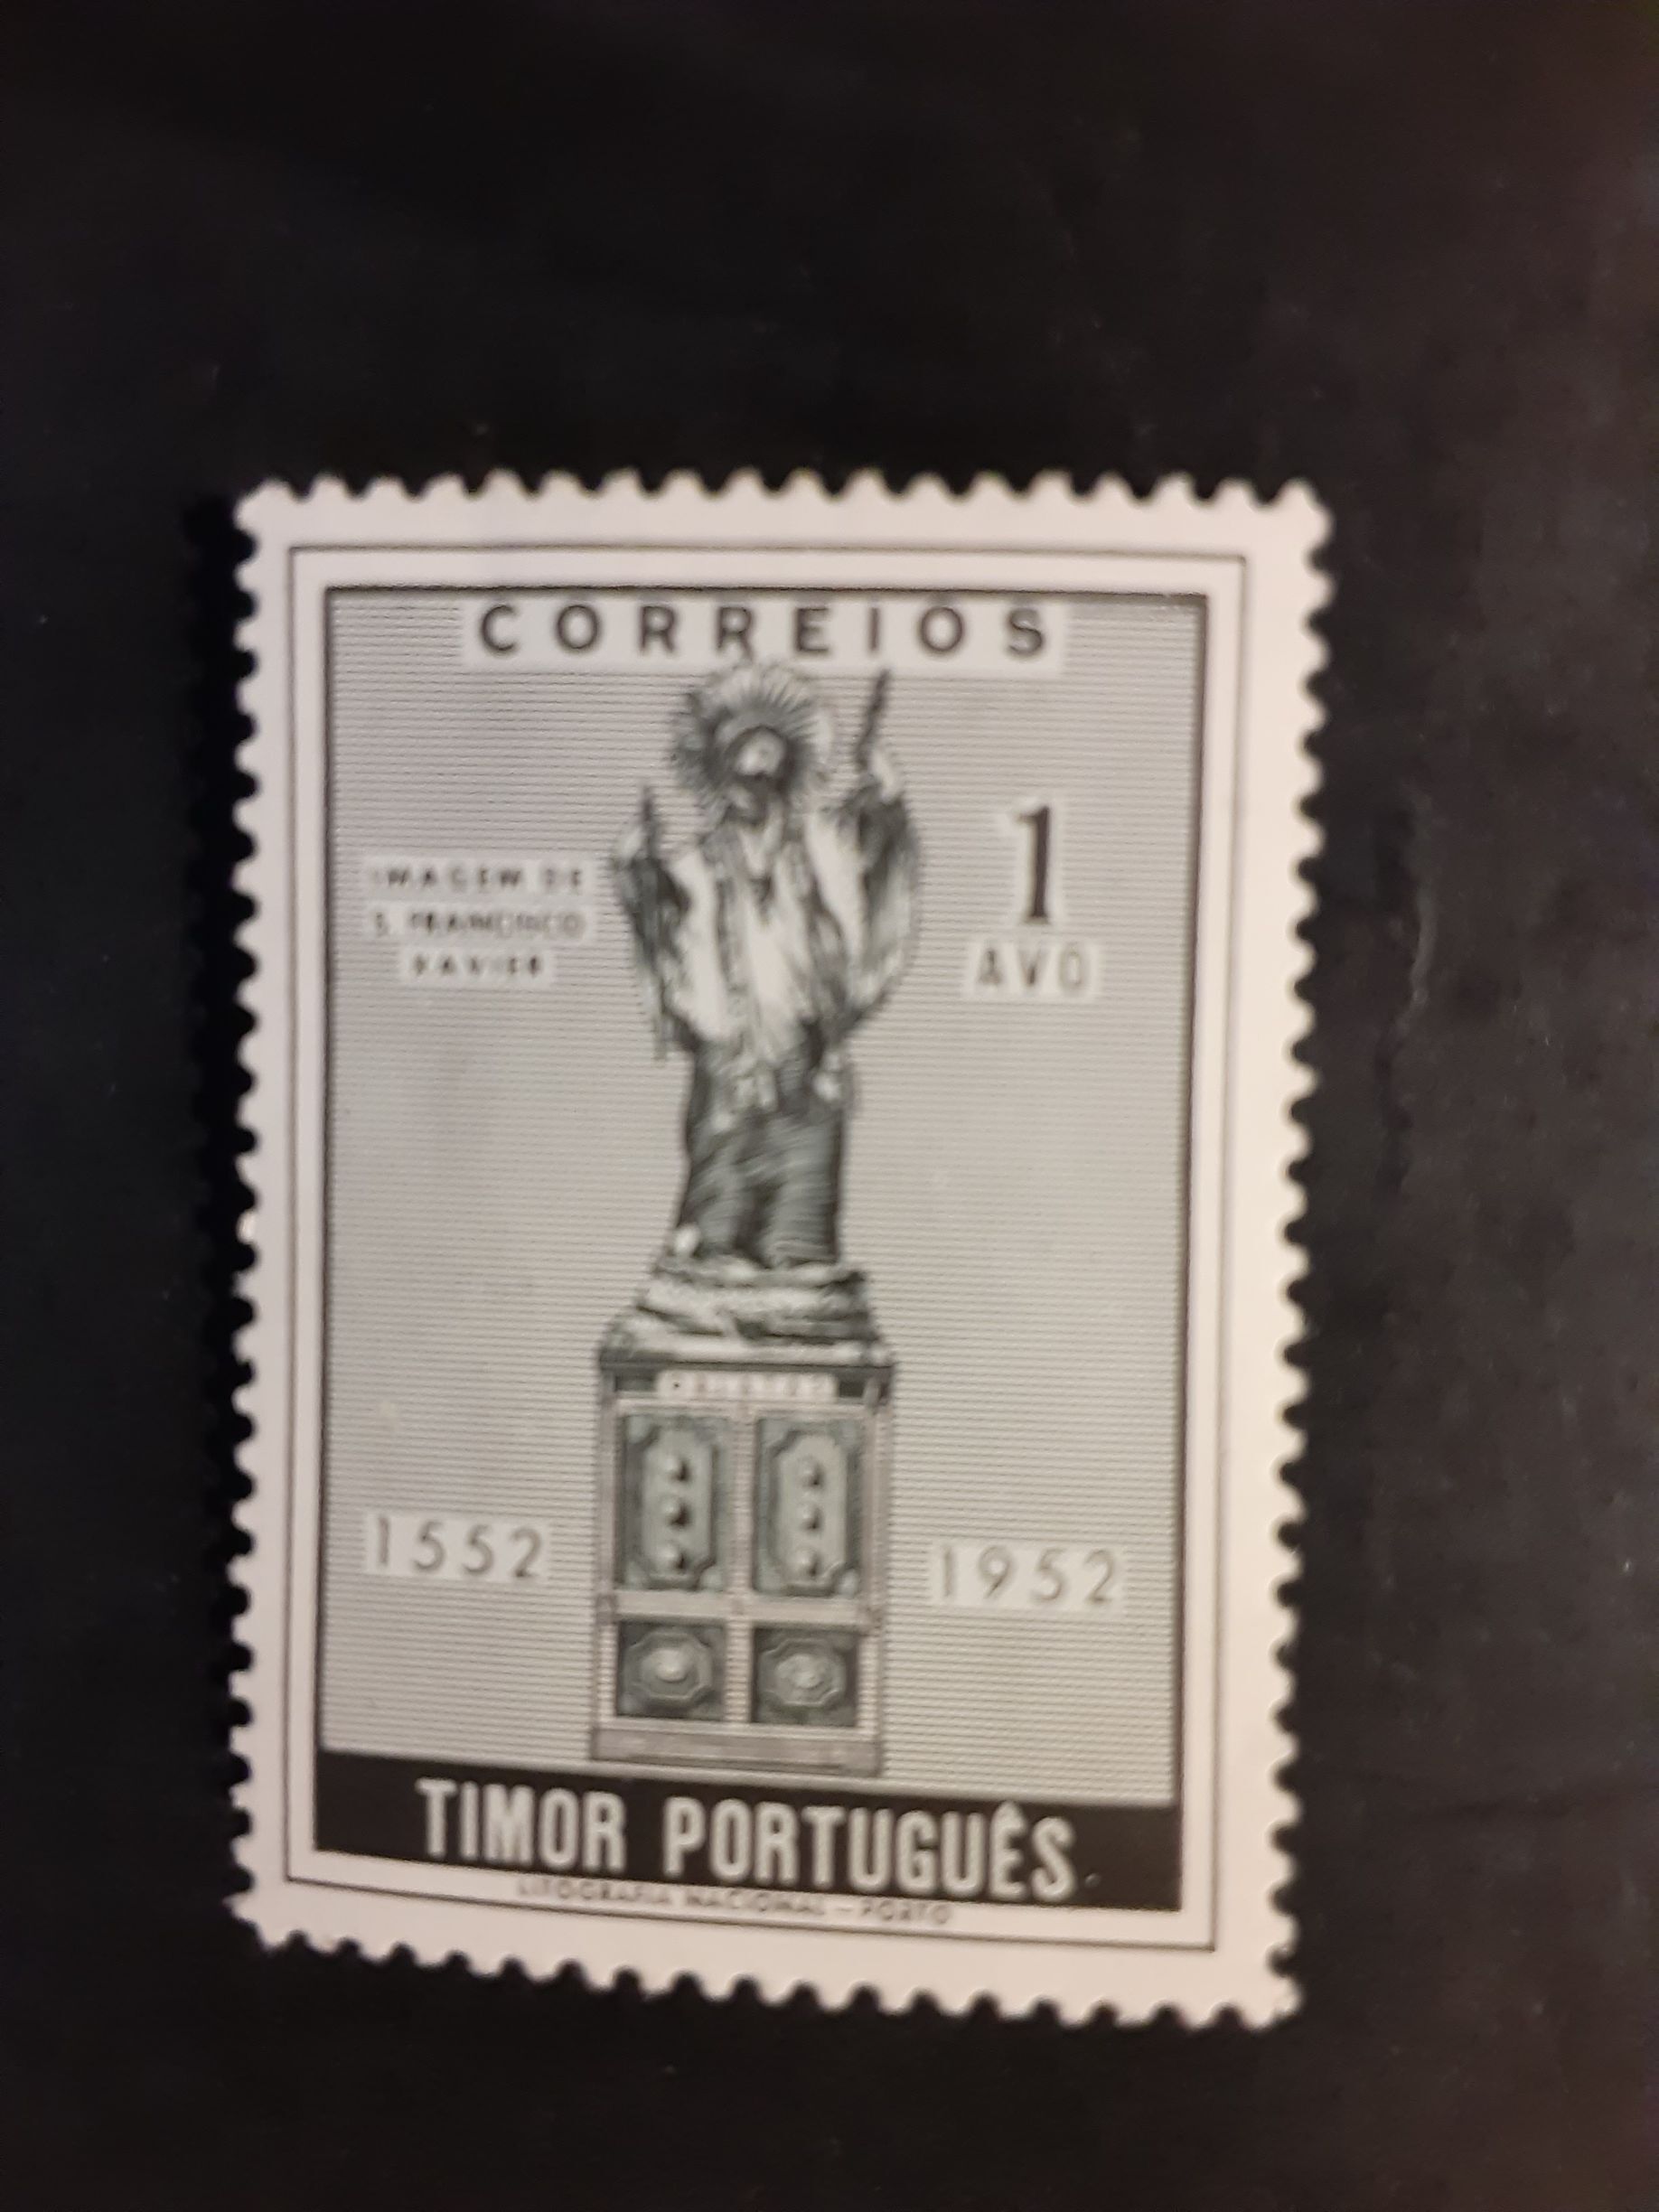 CORREIOS
IMAGEM DE
S. FRANCISCO
XAVIER
1
AVO
1552
1952
TIMOR PORTUGUÊS
LITOGRAFIA NACIONAL - PORTO